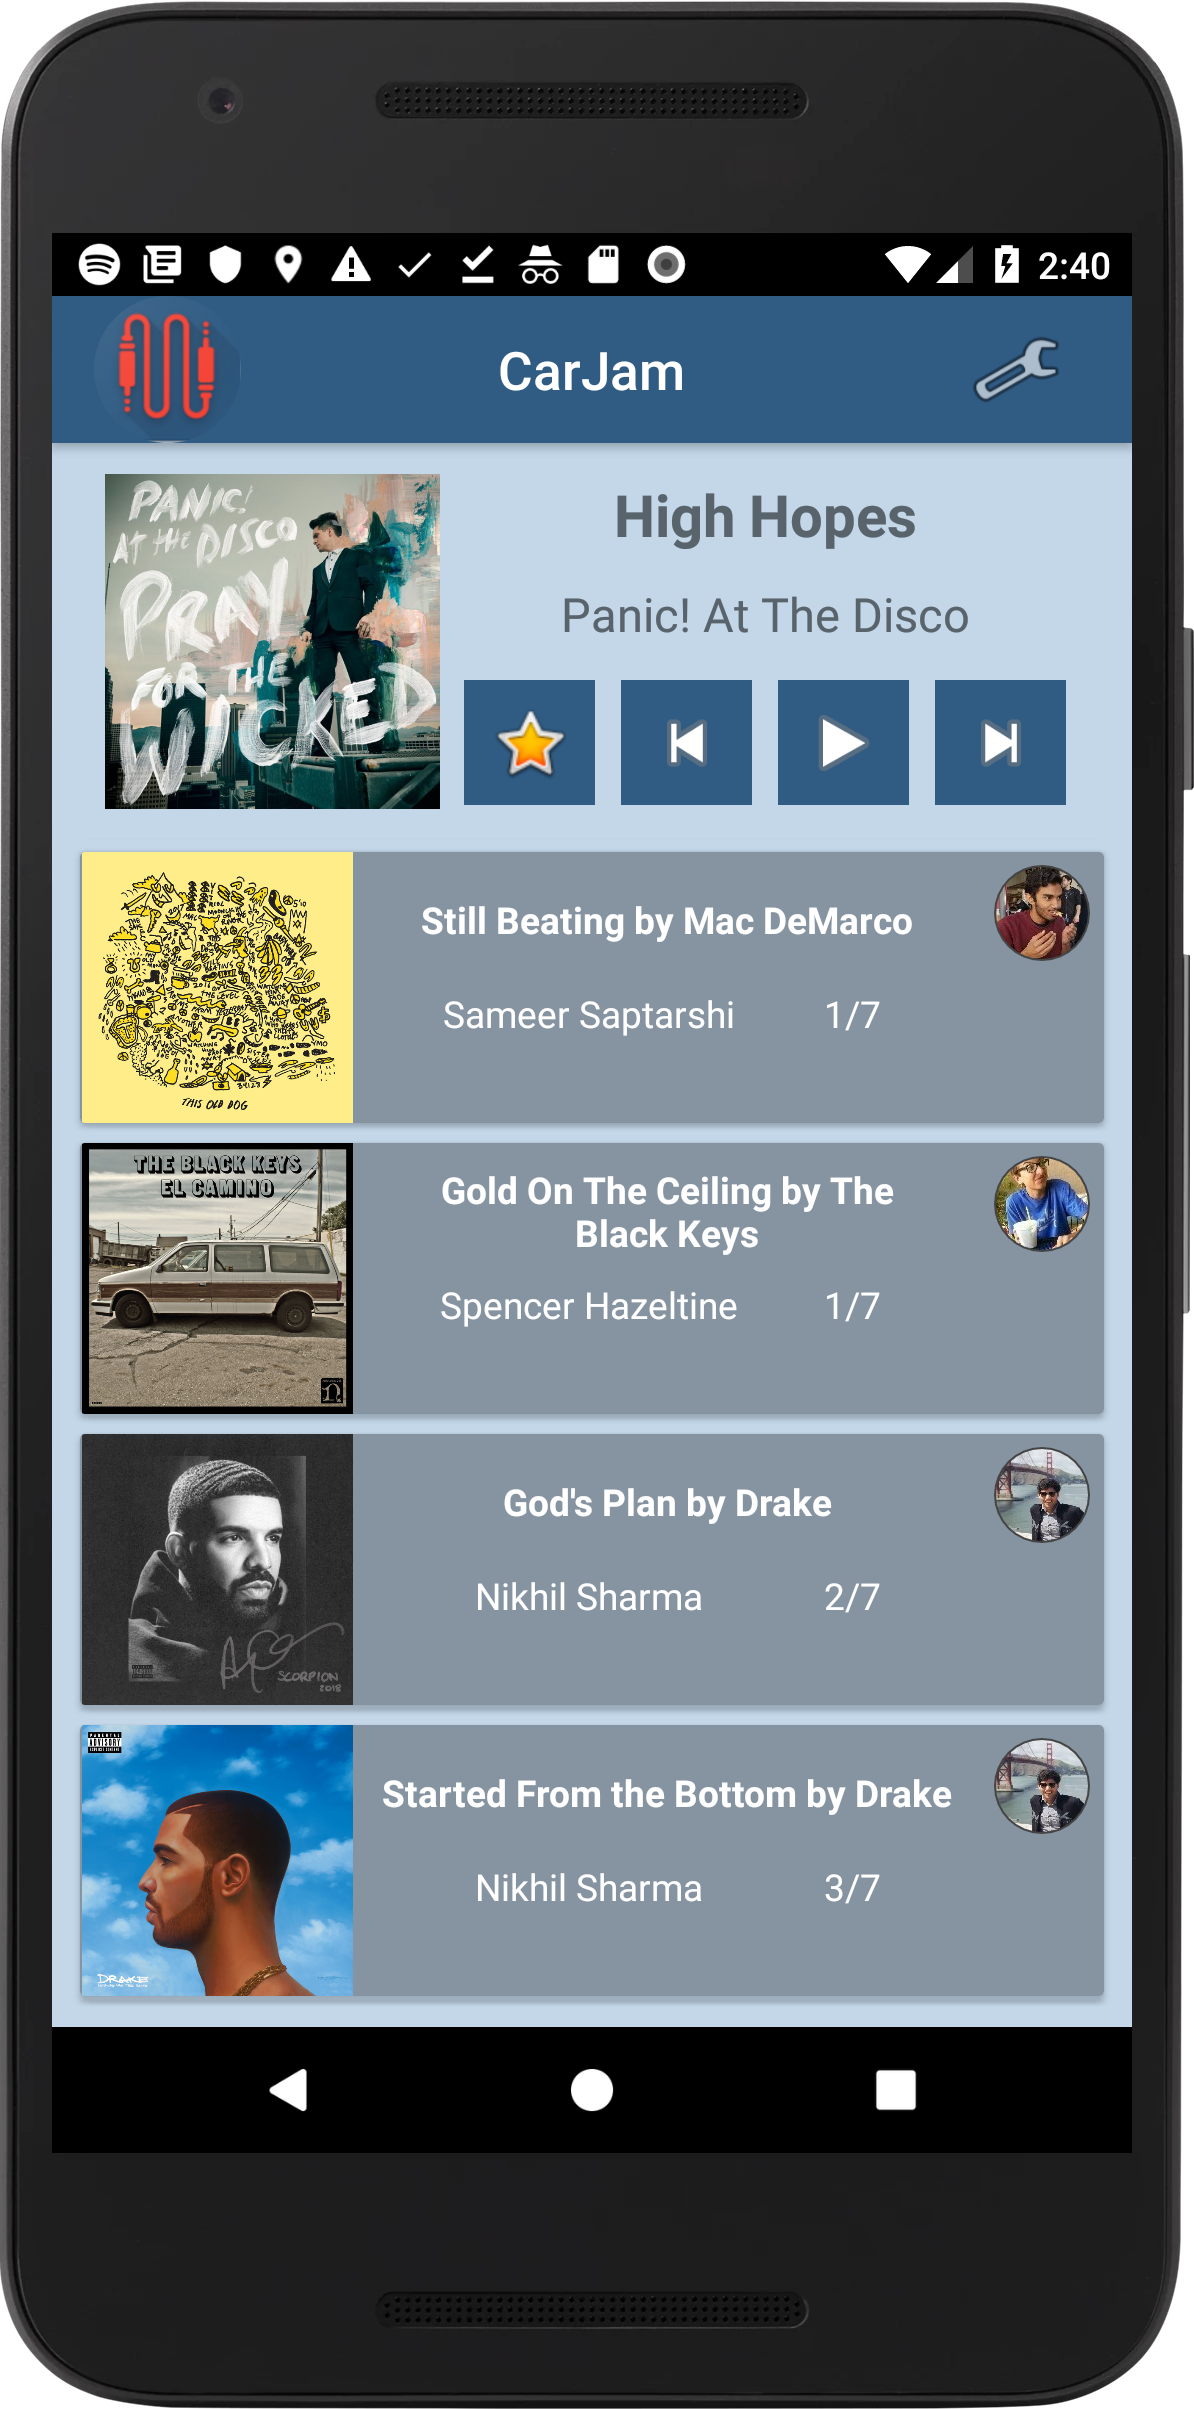 2:40
CarJam
PANIC!
AT THE DISCO
PRAY
FOR THE
WICKED
High Hopes
Panic! At The Disco
THIS OLD DOG
Still Beating by Mac DeMarco
Sameer Saptarshi 1/7
THE BLACK KEYS
EL CAMINO
Gold On The Ceiling by The
Black Keys
Spencer Hazeltine 1/7
SCORPION
2018
God's Plan by Drake
Nikhil Sharma 2/7
PARENTAL
ADVISORY
EXPLICIT CONTENT
DRAKE
Started From the Bottom by Drake
Nikhil Sharma 3/7